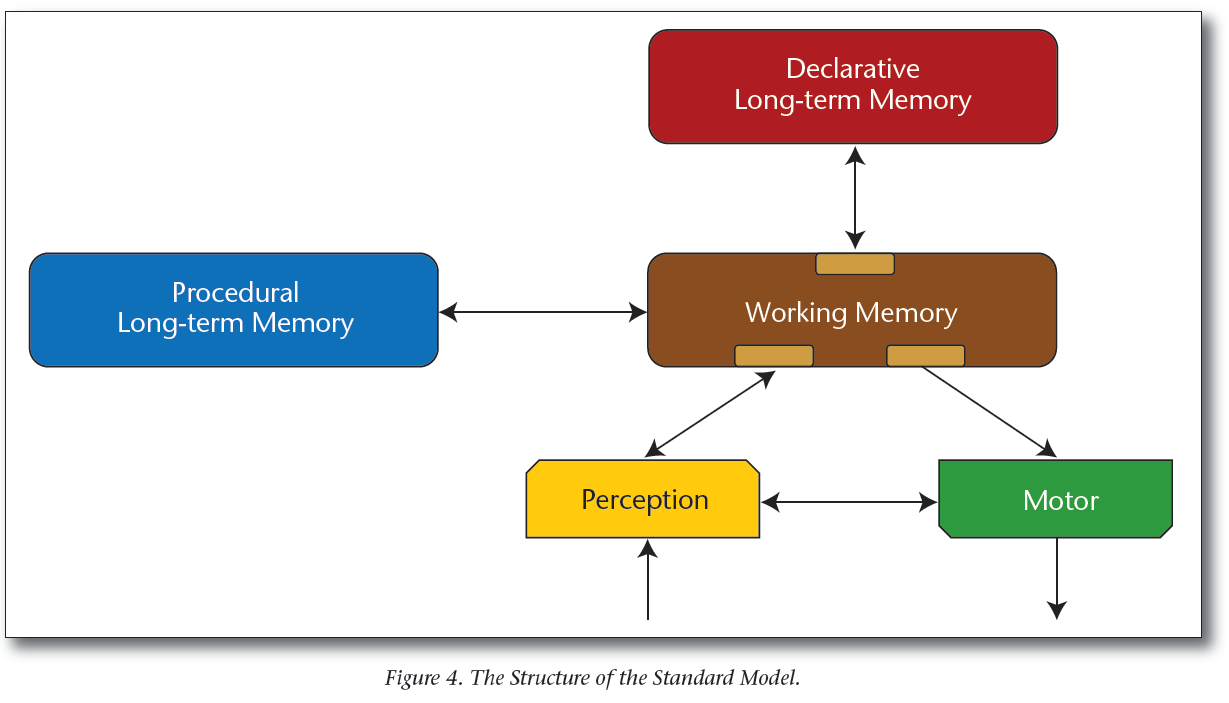 Declarative
Long-term Memory
Procedural
Long-term Memory
Working Memory
Perception
Motor
Figure 4. The Structure of the Standard Model.